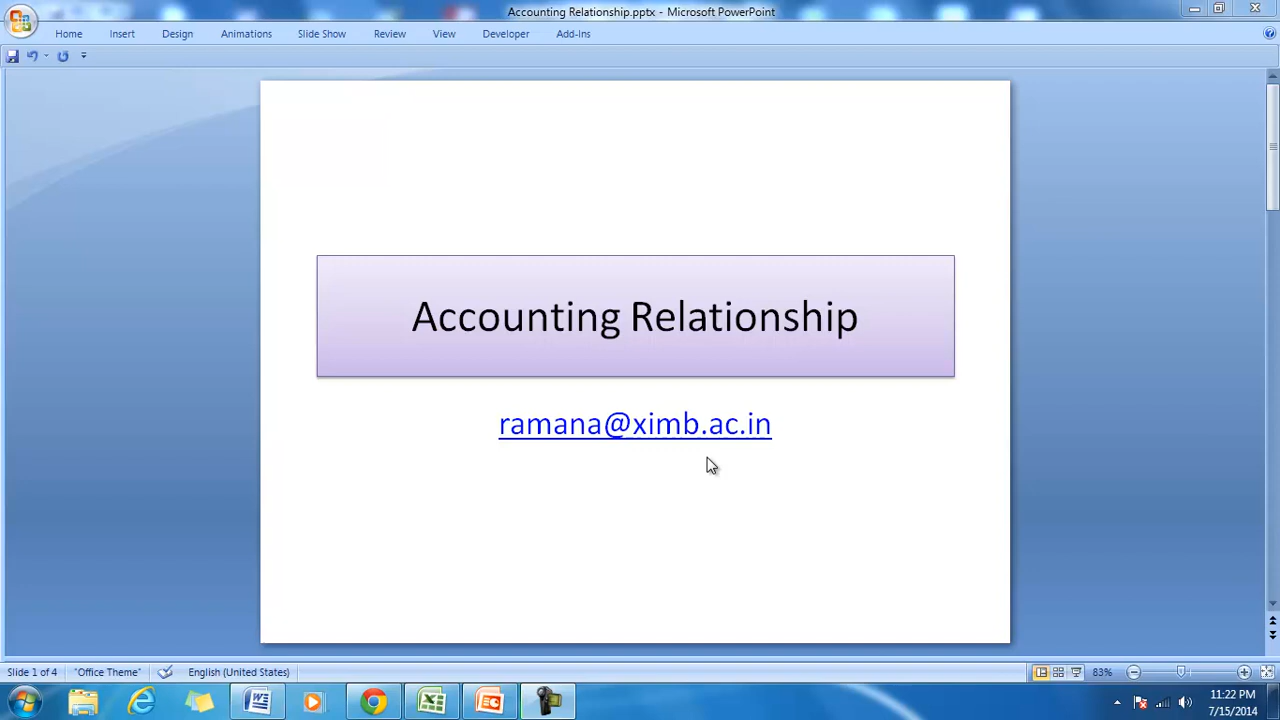 Accounting Relationship.pptx - Microsoft PowerPoint
Home Insert Design Animations Slide Show Review View Developer Add-Ins
Accounting Relationship
ramana@ximb.ac.in
Slide 1 of 4 "Office Theme" English (United States) 83%
11:22 PM
7/15/2014